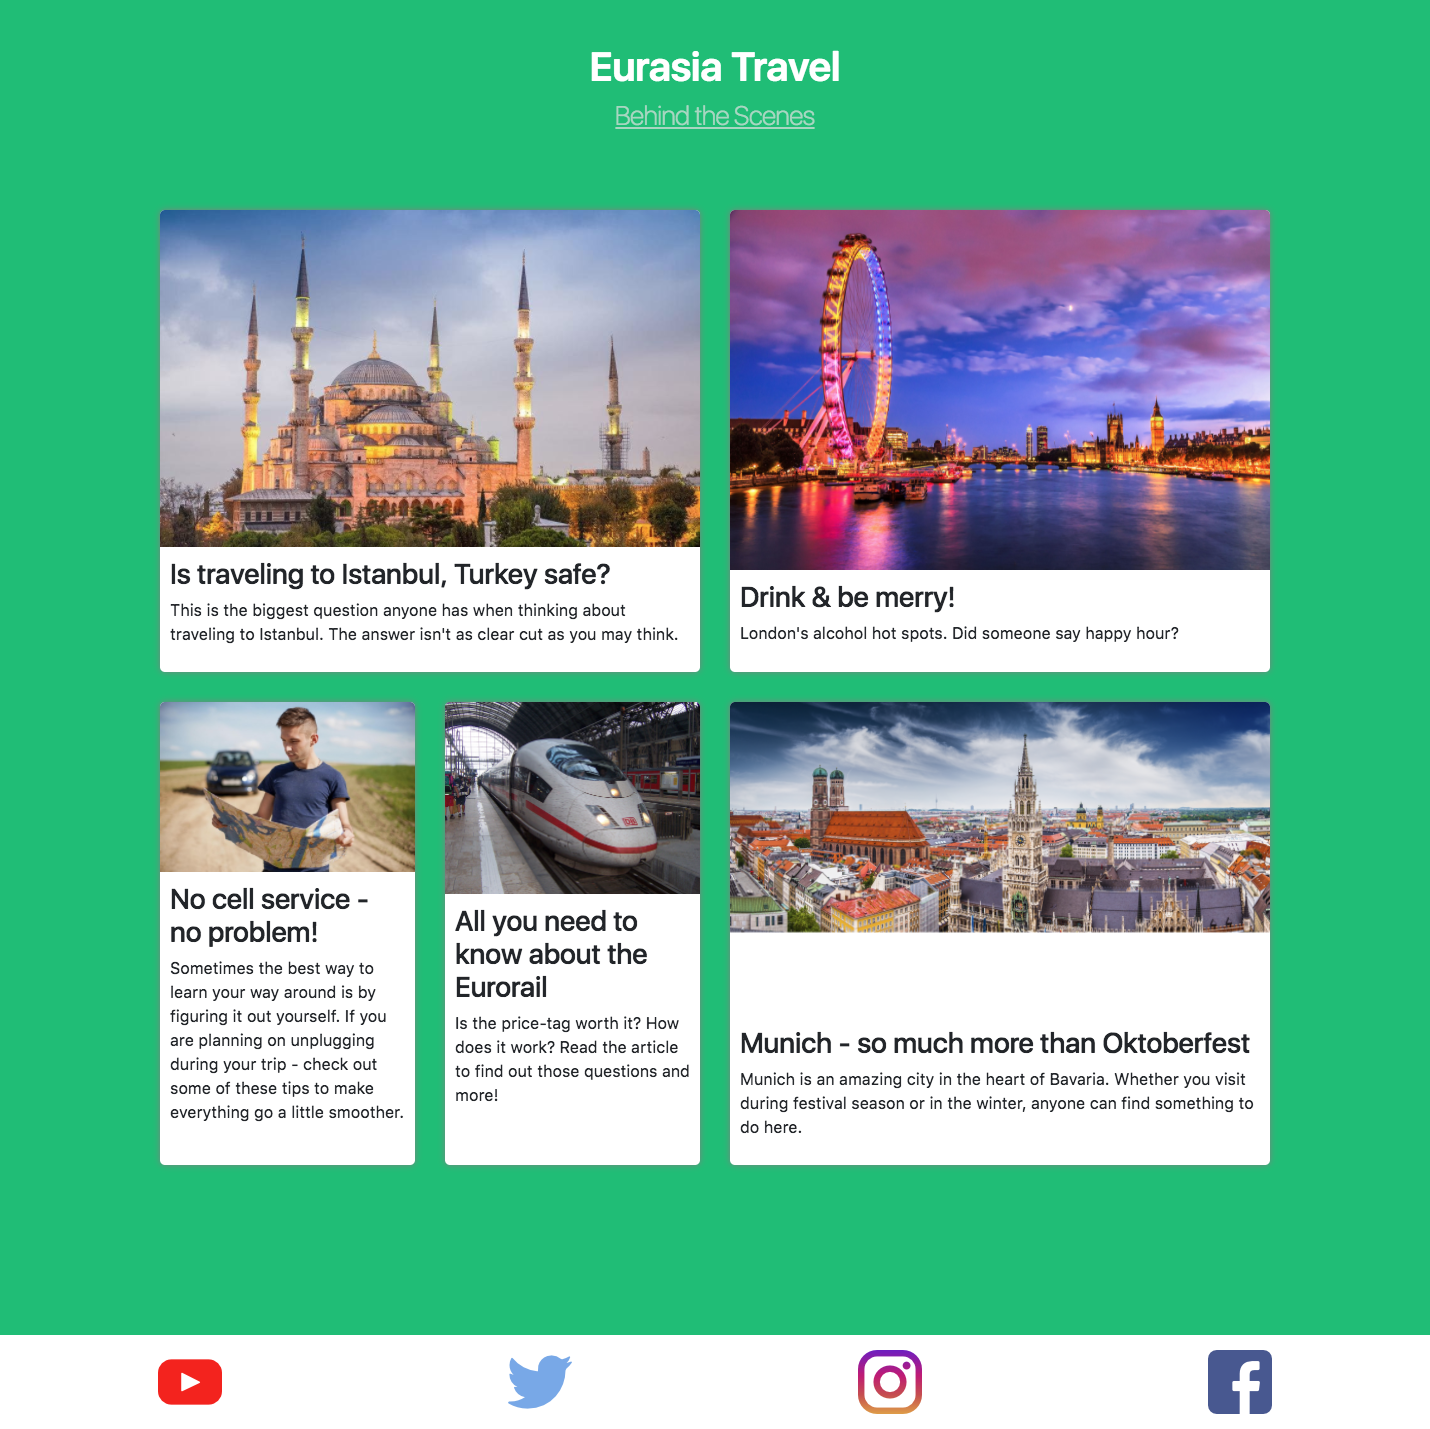 Eurasia Travel
Behind the Scenes
Is traveling to Istanbul, Turkey safe?
This is the biggest question anyone has when thinking about
traveling to Istanbul. The answer isn't as clear cut as you may think.
Drink & be merry!
London's alcohol hot spots. Did someone say happy hour?
No cell service -
no problem!
Sometimes the best way to
learn your way around is by
figuring it out yourself. If you
are planning on unplugging
during your trip - check out
some of these tips to make
everything go a little smoother.
All you need to
know about the
Eurorail
Is the price-tag worth it? How
does it work? Read the article
to find out those questions and
more!
Munich - so much more than Oktoberfest
Munich is an amazing city in the heart of Bavaria. Whether you visit
during festival season or in the winter, anyone can find something to
do here.